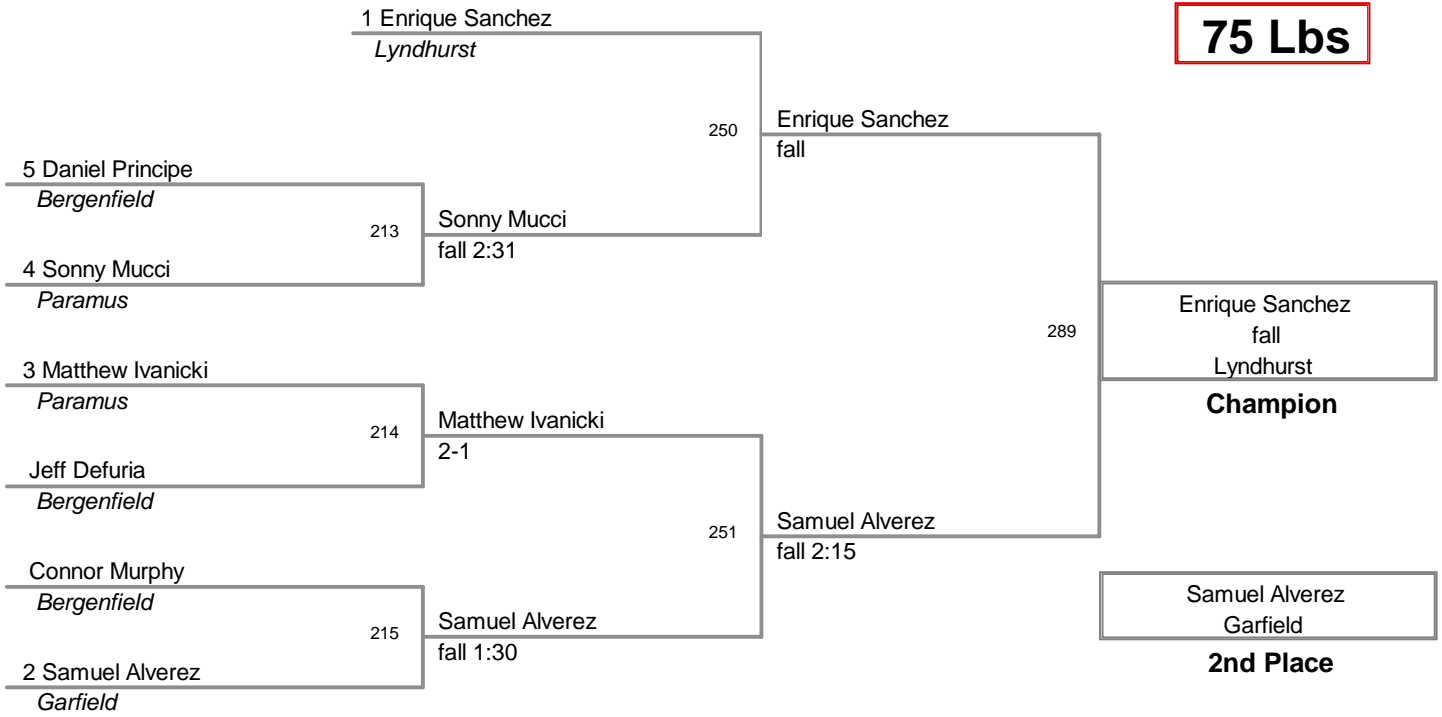 1 Enrique Sanchez
Lyndhurst
75 Lbs
250
Enrique Sanchez
fall
5 Daniel Principe
Bergenfield
213
Sonny Mucci
fall 2:31
4 Sonny Mucci
Paramus
289
Enrique Sanchez
fall
Lyndhurst
Champion
3 Matthew Ivanicki
Paramus
214
Matthew Ivanicki
2-1
Jeff Defuria
Bergenfield
251
Samuel Alverez
fall 2:15
Connor Murphy
Bergenfield
215
Samuel Alverez
fall 1:30
2 Samuel Alverez
Garfield
Samuel Alverez
Garfield
2nd Place